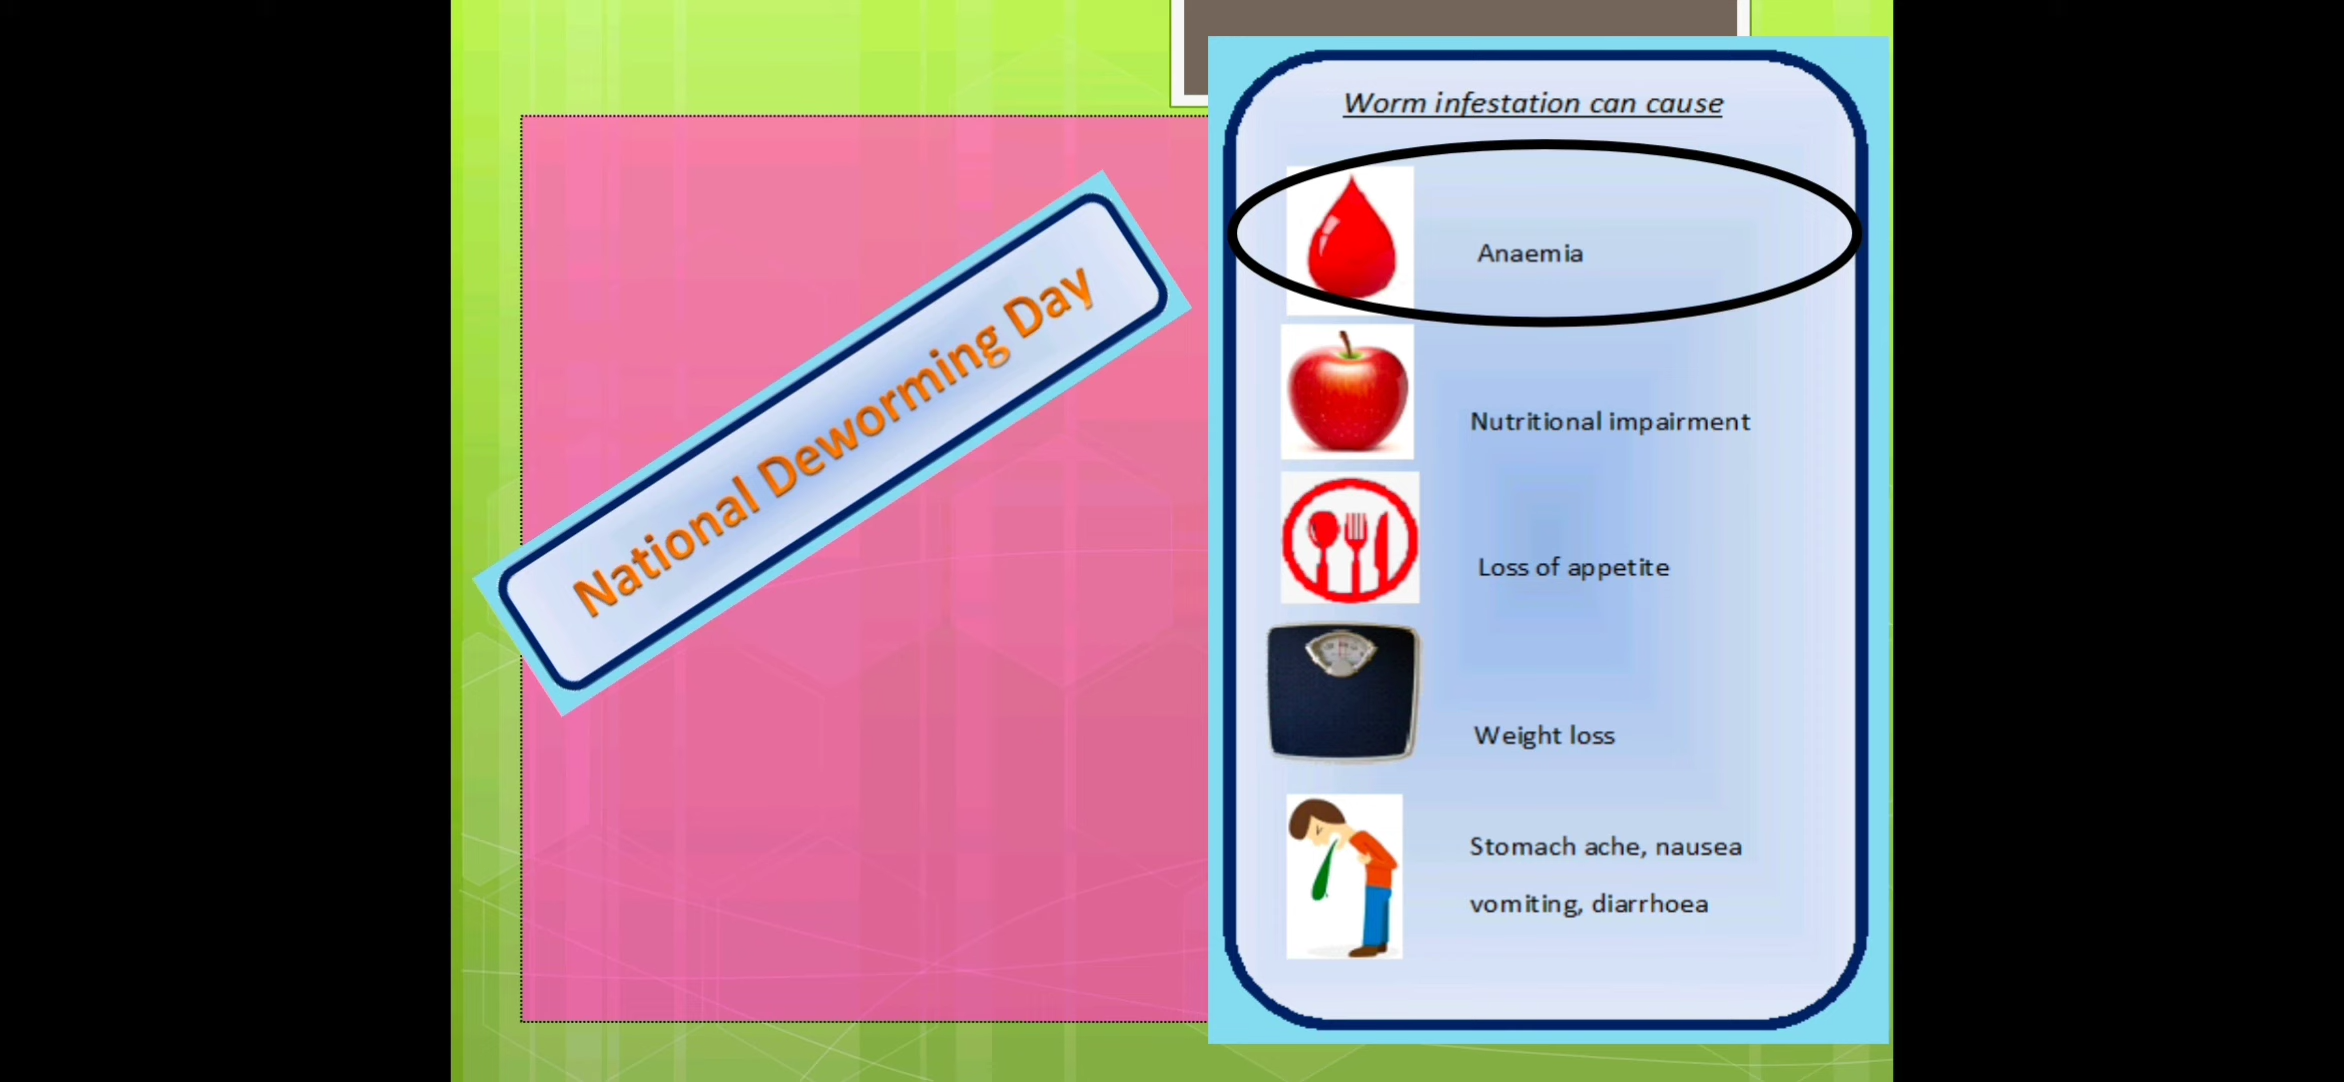 National Deworming Day
Worm infestation can cause
Anaemia
Nutritional impairment
Loss of appetite
Weight loss
Stomach ache, nausea
vomiting, diarrhoea